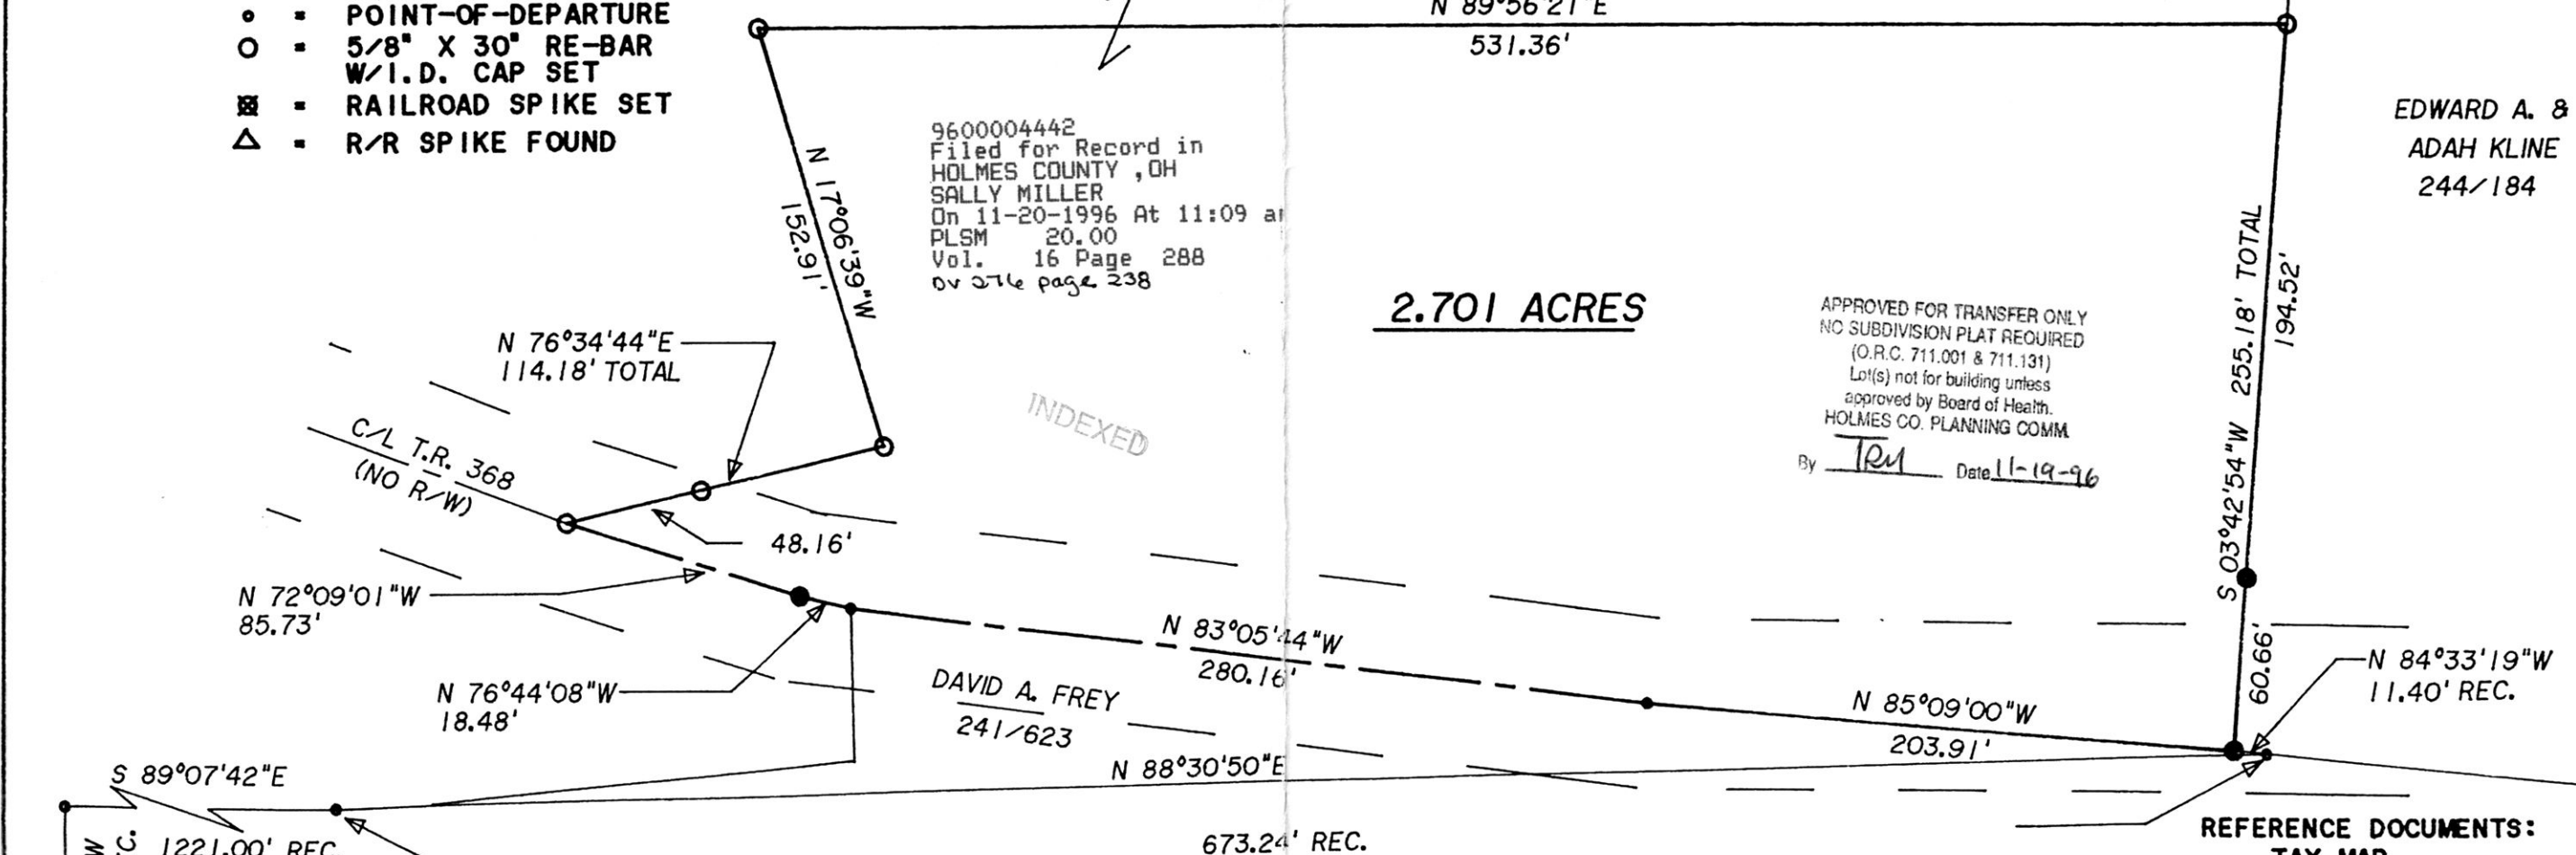 • = POINT-OF-DEPARTURE
O = 5/8" X 30" RE-BAR
W/I.D. CAP SET
= RAILROAD SPIKE SET
△ = R/R SPIKE FOUND
N 89°56'21"E
531.36'
N 17°06'39"W
152.91'
9600004442
Filed for Record in
HOLMES COUNTY ,OH
SALLY MILLER
On 11-20-1996 At 11:09 a
PLSM 20.00
Vol. 16 Page 288
page 238
2.701 ACRES
INDEXED
APPROVED FOR TRANSFER ONLY
NO SUBDIVISION PLAT REQUIRED
(O.R.C. 711.001 & 711.131)
Lot(s) not for building unless
approved by Board of Health.
HOLMES CO. PLANNING COMM.
By TRM Date 11-19-96
EDWARD A. &
ADAH KLINE
244/184
S 03°42'54"W 255.18' TOTAL
194.52'
60.66'
N 76°34'44"E
114.18' TOTAL
C/L T.R. 368
(NO R/W)
48.16'
N 72°09'01"W
85.73'
N 76°44'08"W
18.48'
N 83°05'44"W
280.16'
DAVID A. FREY
241/623
N 85°09'00"W
203.91'
N 84°33'19"W
11.40' REC.
S 89°07'42"E
1221.00' REC.
N 88°30'50"E
673.24' REC.
REFERENCE DOCUMENTS:
TAX MAP